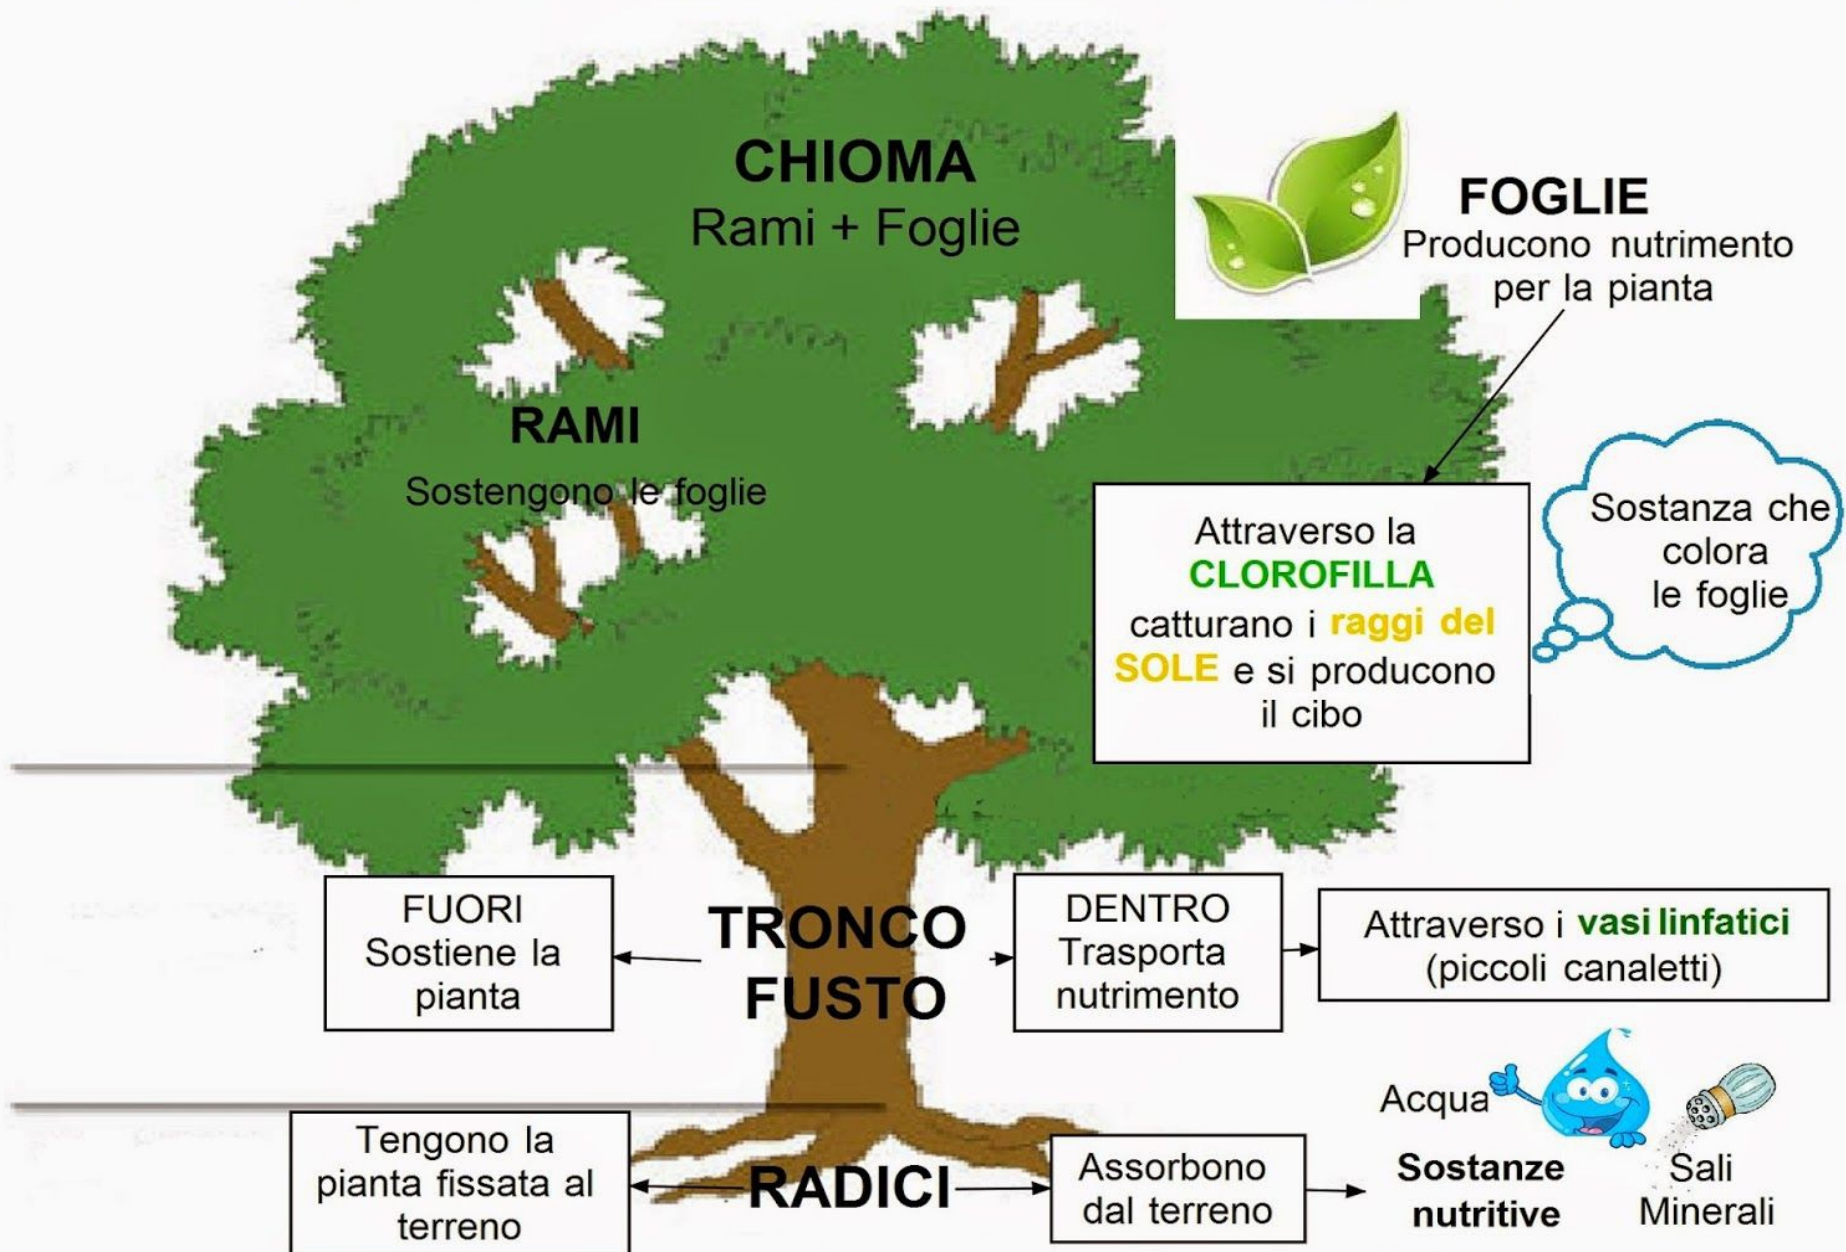 CHIOMA
Rami + Foglie
FOGLIE
Producono nutrimento
per la pianta
RAMI
Sostengono le foglie
Attraverso la
CLOROFILLA
catturano i raggi del
SOLE e si producono
il cibo
Sostanza che
colora
le foglie
FUORI
Sostiene la
pianta
TRONCO
FUSTO
DENTRO
Trasporta
nutrimento
Attraverso i vasi linfatici
(piccoli canaletti)
Tengono la
pianta fissata al
terreno
RADICI
Assorbono
dal terreno
Acqua
Sostanze
nutritive
Sali
Minerali